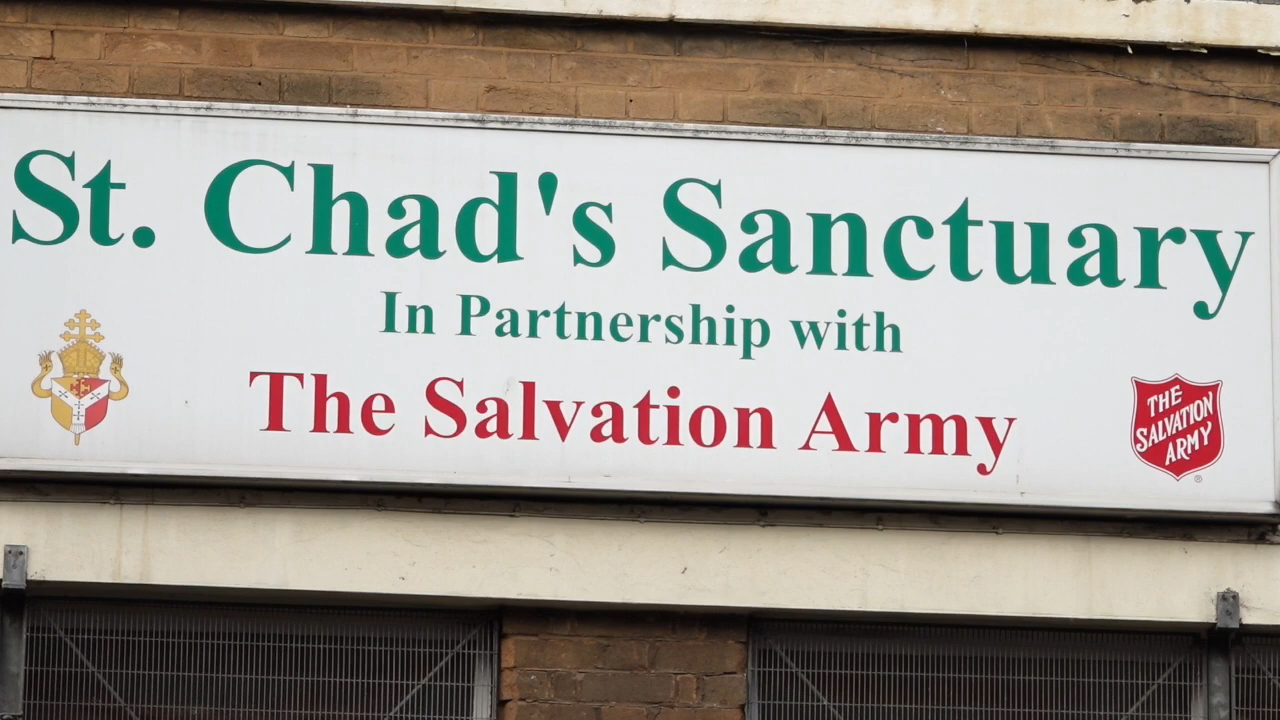 St. Chad's Sanctuary
In Partnership with
The Salvation Army
THE
SALVATION
ARMY
®